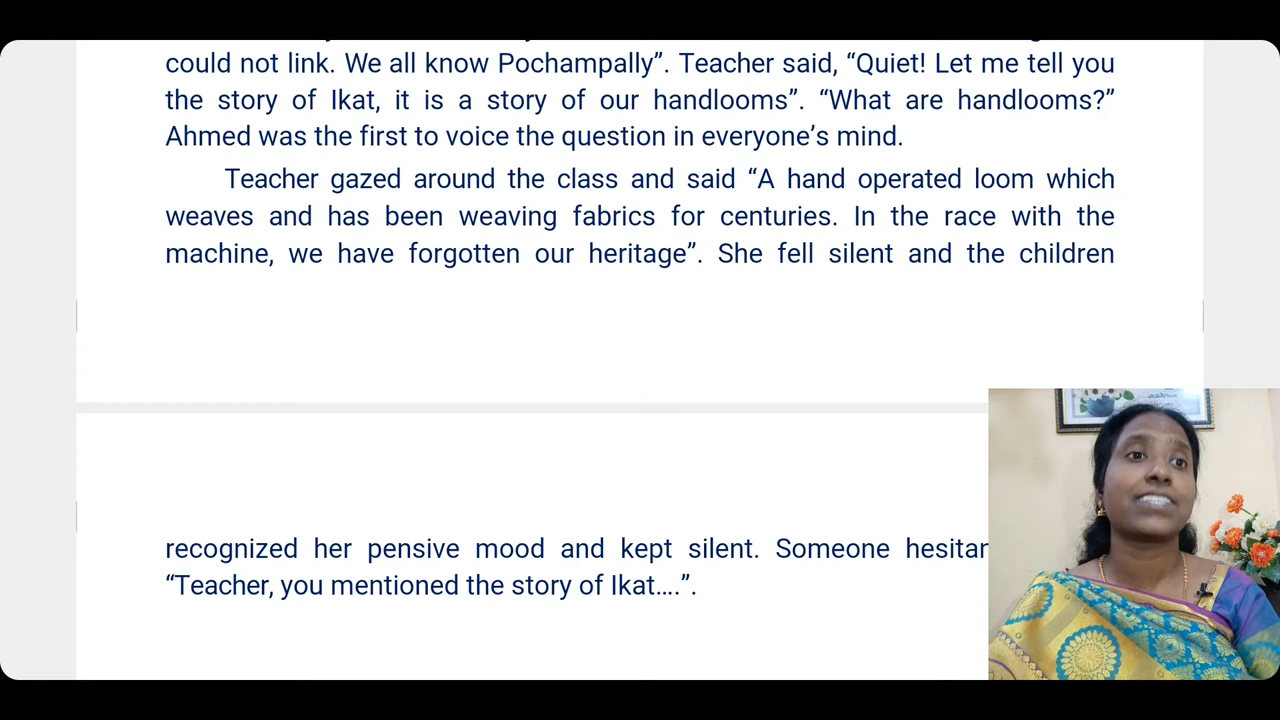 could not link. We all know Pochampally”. Teacher said, “Quiet! Let me tell you
the story of Ikat, it is a story of our handlooms”. “What are handlooms?”
Ahmed was the first to voice the question in everyone’s mind.
Teacher gazed around the class and said “A hand operated loom which
weaves and has been weaving fabrics for centuries. In the race with the
machine, we have forgotten our heritage”. She fell silent and the children
recognized her pensive mood and kept silent. Someone
“Teacher, you mentioned the story of Ikat....”.